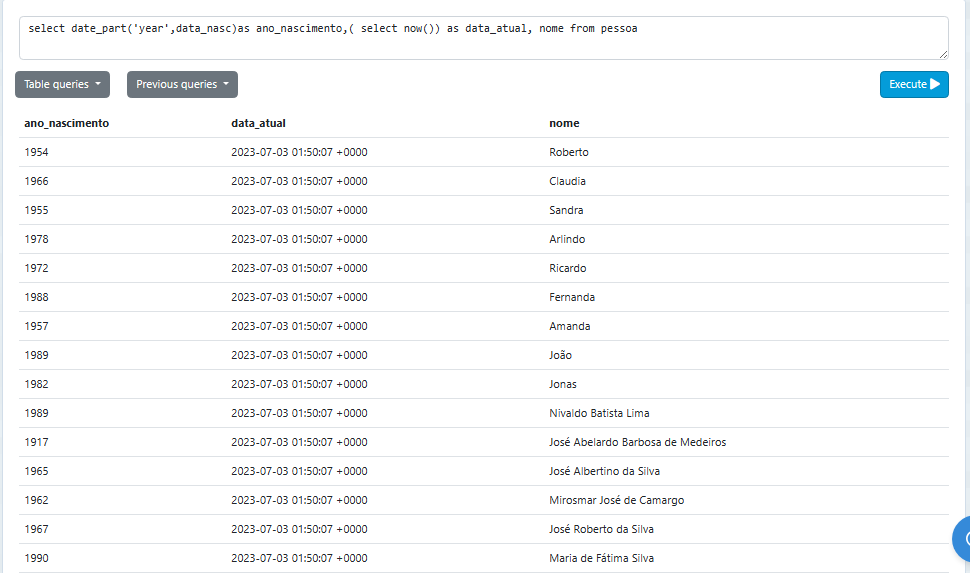 select date_part('year',data_nasc)as ano_nascimento,( select now()) as data_atual, nome from pessoa
Table queries Previous queries Execute
ano_nascimento data_atual nome
1954 2023-07-03 01:50:07 +0000 Roberto
1966 2023-07-03 01:50:07 +0000 Claudia
1955 2023-07-03 01:50:07 +0000 Sandra
1978 2023-07-03 01:50:07 +0000 Arlindo
1972 2023-07-03 01:50:07 +0000 Ricardo
1988 2023-07-03 01:50:07 +0000 Fernanda
1957 2023-07-03 01:50:07 +0000 Amanda
1989 2023-07-03 01:50:07 +0000 João
1982 2023-07-03 01:50:07 +0000 Jonas
1989 2023-07-03 01:50:07 +0000 Nivaldo Batista Lima
1917 2023-07-03 01:50:07 +0000 José Abelardo Barbosa de Medeiros
1965 2023-07-03 01:50:07 +0000 José Albertino da Silva
1962 2023-07-03 01:50:07 +0000 Mirosmar José de Camargo
1967 2023-07-03 01:50:07 +0000 José Roberto da Silva
1990 2023-07-03 01:50:07 +0000 Maria de Fátima Silva